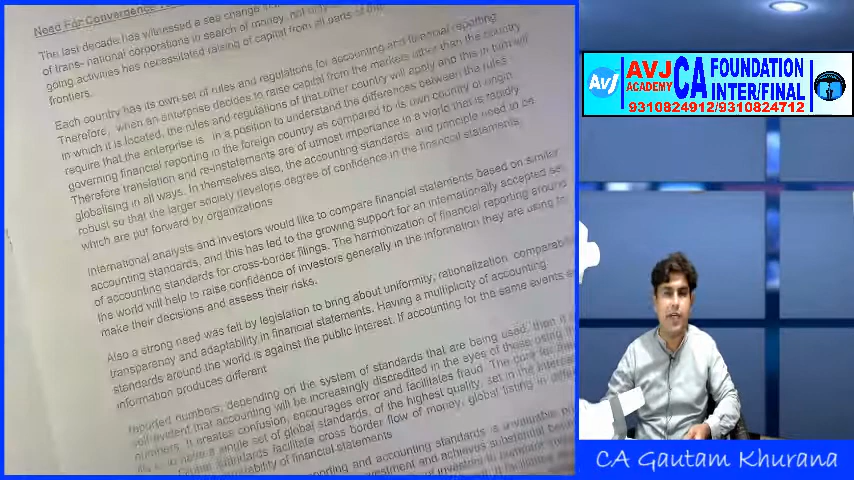 Need For Convergence
The last decade has witnessed a sea change in
of trans- national corporations in search of money, not only
going activities has necessitated raising of capital from all parts of the
frontiers.
Each country has its own set of rules and regulations for accounting and financial reporting
Therefore, when an enterprise decides to raise capital from the markets other than the country
in which it is located, the rules and regulations of that other country will apply and this in turn will
require that the enterprise is in a position to understand the differences between the rules
governing financial reporting in the foreign country as compared to its own country of origin.
Therefore translation and re-instatements are of utmost importance in a world that is rapidly
globalising in all ways. In themselves also, the accounting standards, and principle need to be
robust so that the larger society develops degree of confidence in the financial statements,
which are put forward by organizations
International analysts and investors would like to compare financial statements based on similar
accounting standards, and this has led to the growing support for an internationally accepted set
of accounting standards for cross-border filings. The harmonization of financial reporting around
the world will help to raise confidence of investors generally in the information they are using to
make their decisions and assess their risks.
Also a strong need was felt by legislation to bring about uniformity, rationalization, comparabili
transparency and adaptability in financial statements. Having a multiplicity of accounting
standards around the world is against the public interest. If accounting for the same events
information produces different
reported numbers, depending on the system of standards that are being used, then it
self-evident that accounting will be increasingly discredited in the eyes of those using the
numbers. It creates confusion, encourages error and facilitates fraud. The cure for
to have a single set of global standards, of the highest quality, set in the interest
standards facilitate cross border flow of money, global listing in
of financial statements
reporting and accounting standards is
investment and achieves substantial
of investors to
AVJ
ACADEMY
CA FOUNDATION
INTER/FINAL
9310824912/9310824712
CA Gautam Khurana